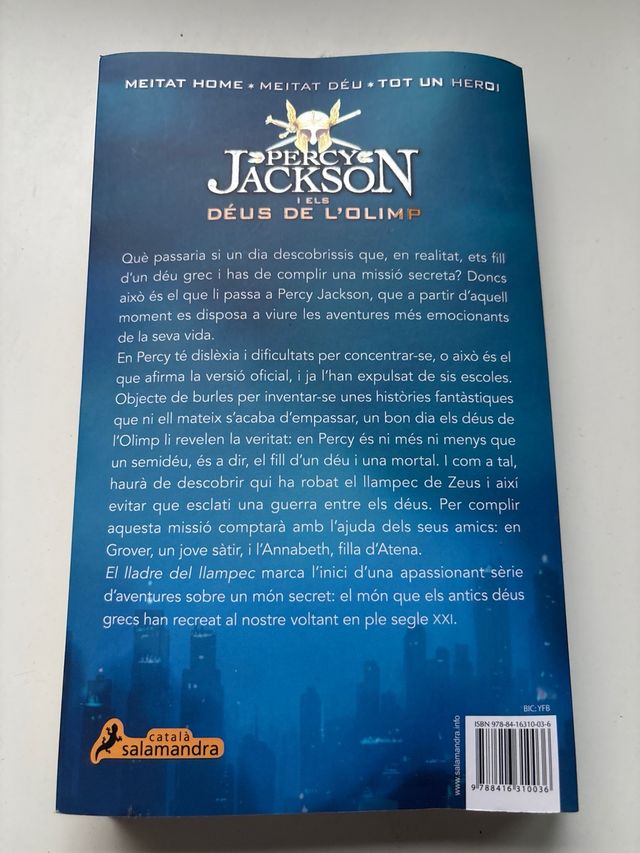 MEITAT HOME * MEITAT DÉU * TOT UN HEROI
PERCY
JACKSON
I ELS
DÉUS DE L'OLIMP
Què passaria si un dia descobrissis que, en realitat, ets fill
d'un déu grec i has de complir una missió secreta? Doncs
això és el que li passa a Percy Jackson, que a partir d'aquell
moment es disposa a viure les aventures més emocionants
de la seva vida.
En Percy té dislèxia i dificultats per concentrar-se, o això és el
que afirma la versió oficial, i ja l'han expulsat de sis escoles.
Objecte de burles per inventar-se unes històries fantàstiques
que ni ell mateix s'acaba d'empassar, un bon dia els déus de
l'Olimp li revelen la veritat: en Percy és ni més ni menys que
un semidéu, és a dir, el fill d'un déu i una mortal. I com a tal,
haurà de descobrir qui ha robat el llampec de Zeus i així
evitar que esclati una guerra entre els déus. Per complir
aquesta missió comptarà amb l'ajuda dels seus amics: en
Grover, un jove sàtir, i l'Annabeth, filla d'Atena.
El lladre del llampec marca l'inici d'una apassionant sèrie
d'aventures sobre un món secret: el món que els antics déus
grecs han recreat al nostre voltant en ple segle XXI.
català
salamandra
www.salamandra.info
BIC: YFB
ISBN 978-84-16310-03-6
9 788416 310036